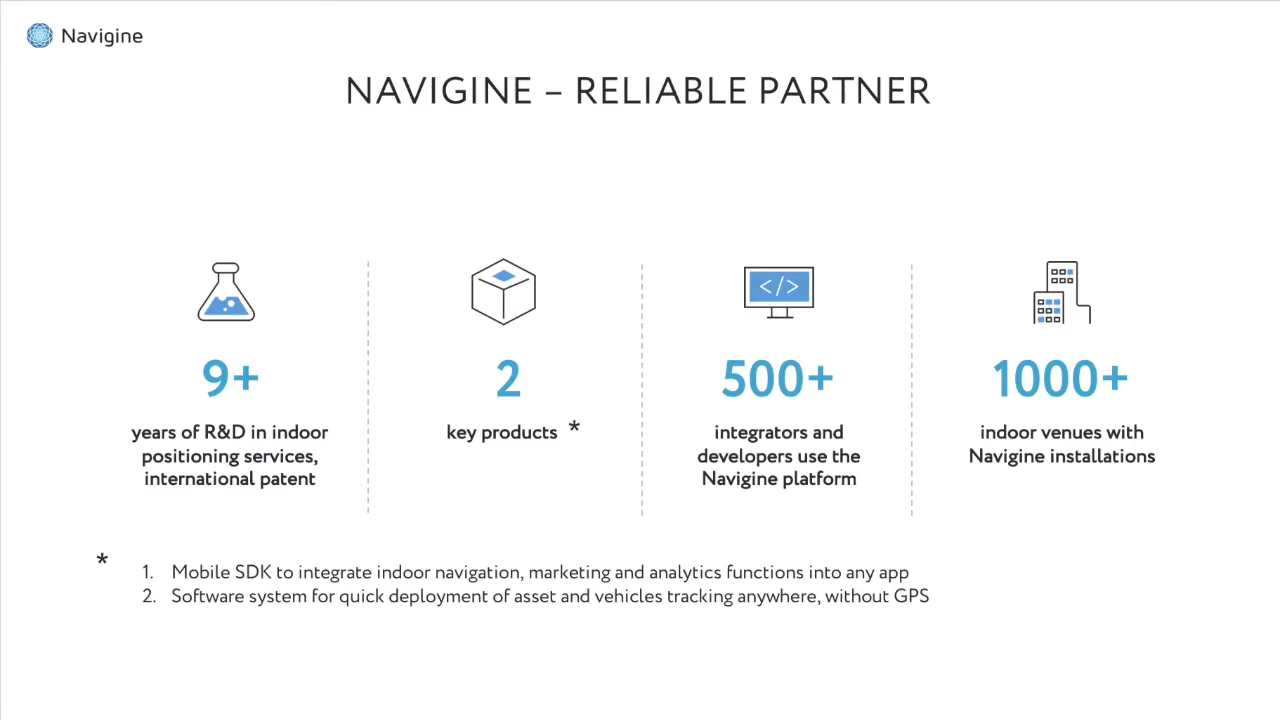 Navigine
NAVIGINE – RELIABLE PARTNER
</>
9+
years of R&D in indoor
positioning services,
international patent
2
key products *
500+
integrators and
developers use the
Navigine platform
1000+
indoor venues with
Navigine installations
*
1. Mobile SDK to integrate indoor navigation, marketing and analytics functions into any app
2. Software system for quick deployment of asset and vehicles tracking anywhere, without GPS